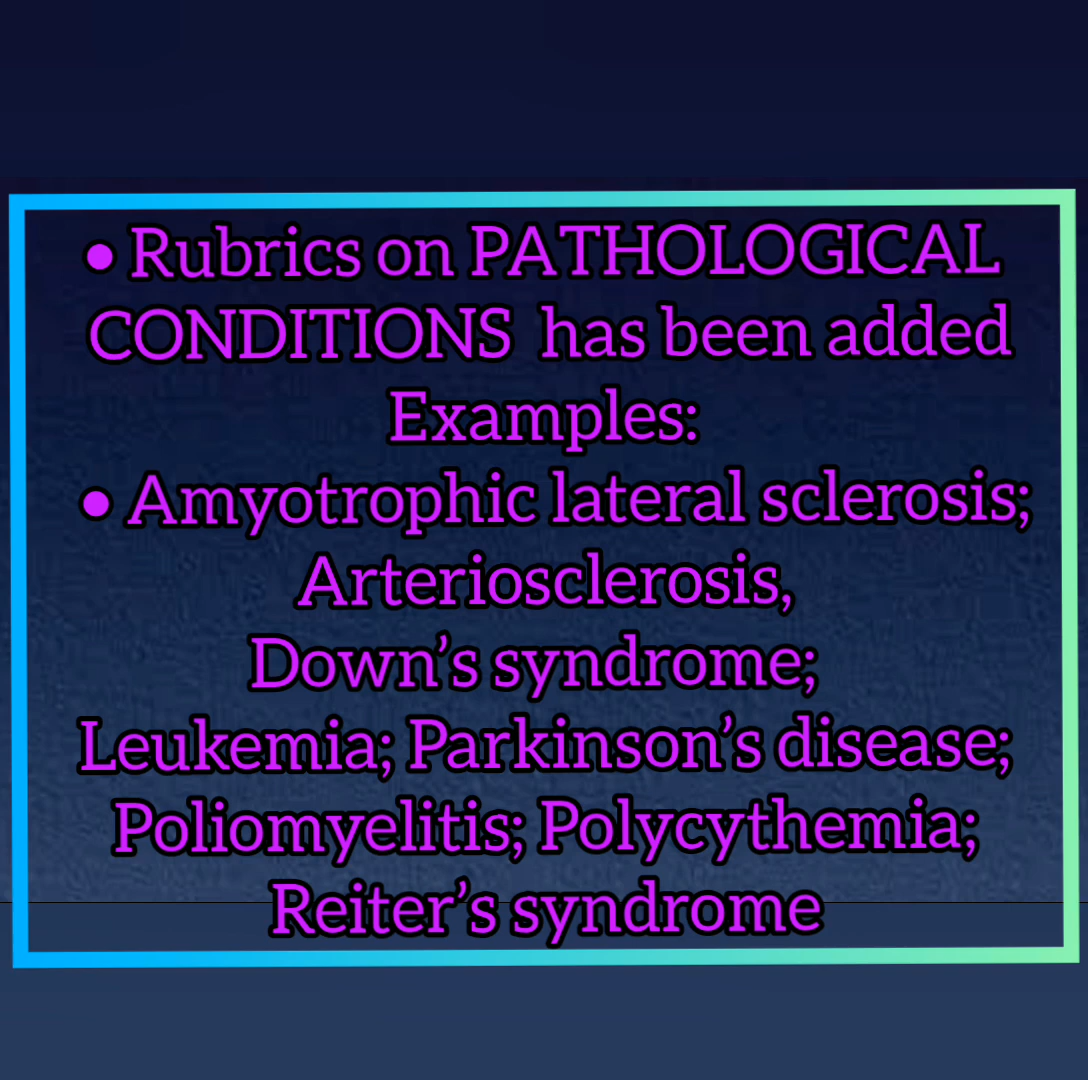 • Rubrics on PATHOLOGICAL
CONDITIONS has been added
Examples:
• Amyotrophic lateral sclerosis;
Arteriosclerosis,
Down’s syndrome;
Leukemia; Parkinson’s disease;
Poliomyelitis; Polycythemia;
Reiter’s syndrome